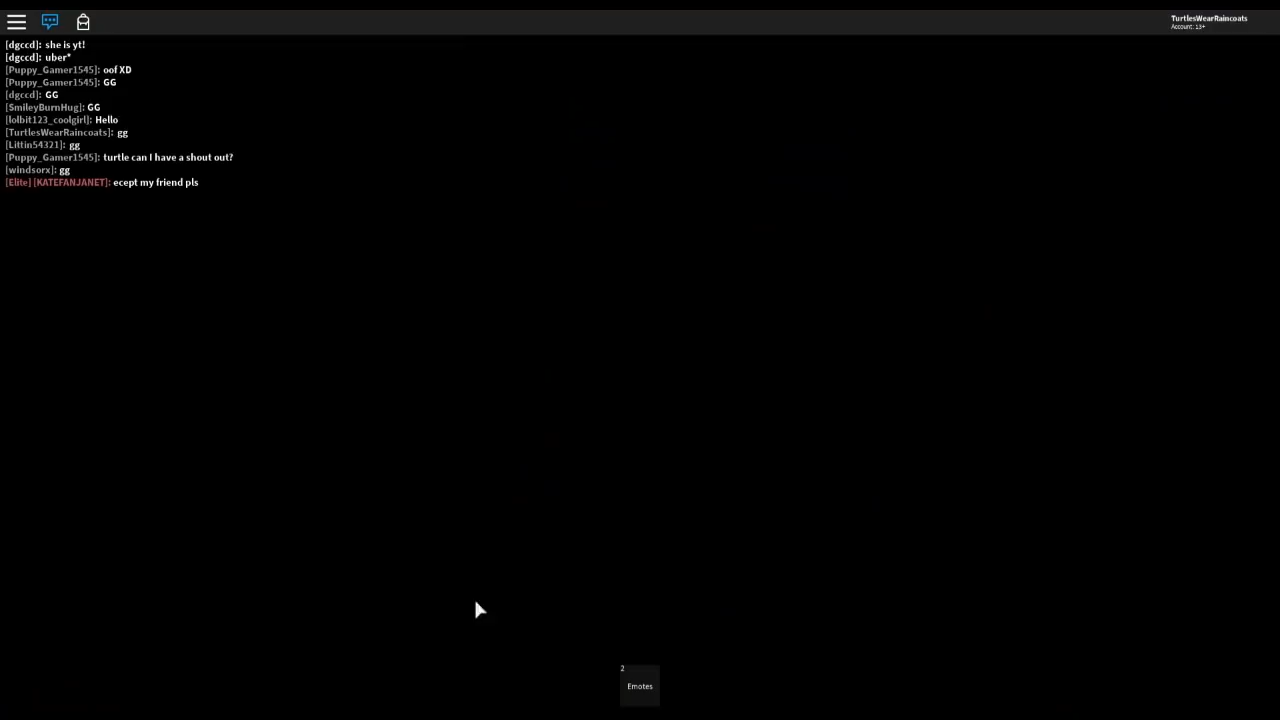 TurtlesWearRaincoats
Account: 13+
[dgccd]: she is yt!
[dgccd]: uber*
[Puppy_Gamer1545]: oof XD
[Puppy_Gamer1545]: GG
[dgccd]: GG
[SmileyBurnHug]: GG
[lolbit123_coolgirl]: Hello
[TurtlesWearRaincoats]: gg
[Littin54321]: gg
[Puppy_Gamer1545]: turtle can I have a shout out?
[windsorx]: gg
[Elite] [KATEFANJANET]: ecept my friend pls
2
Emotes